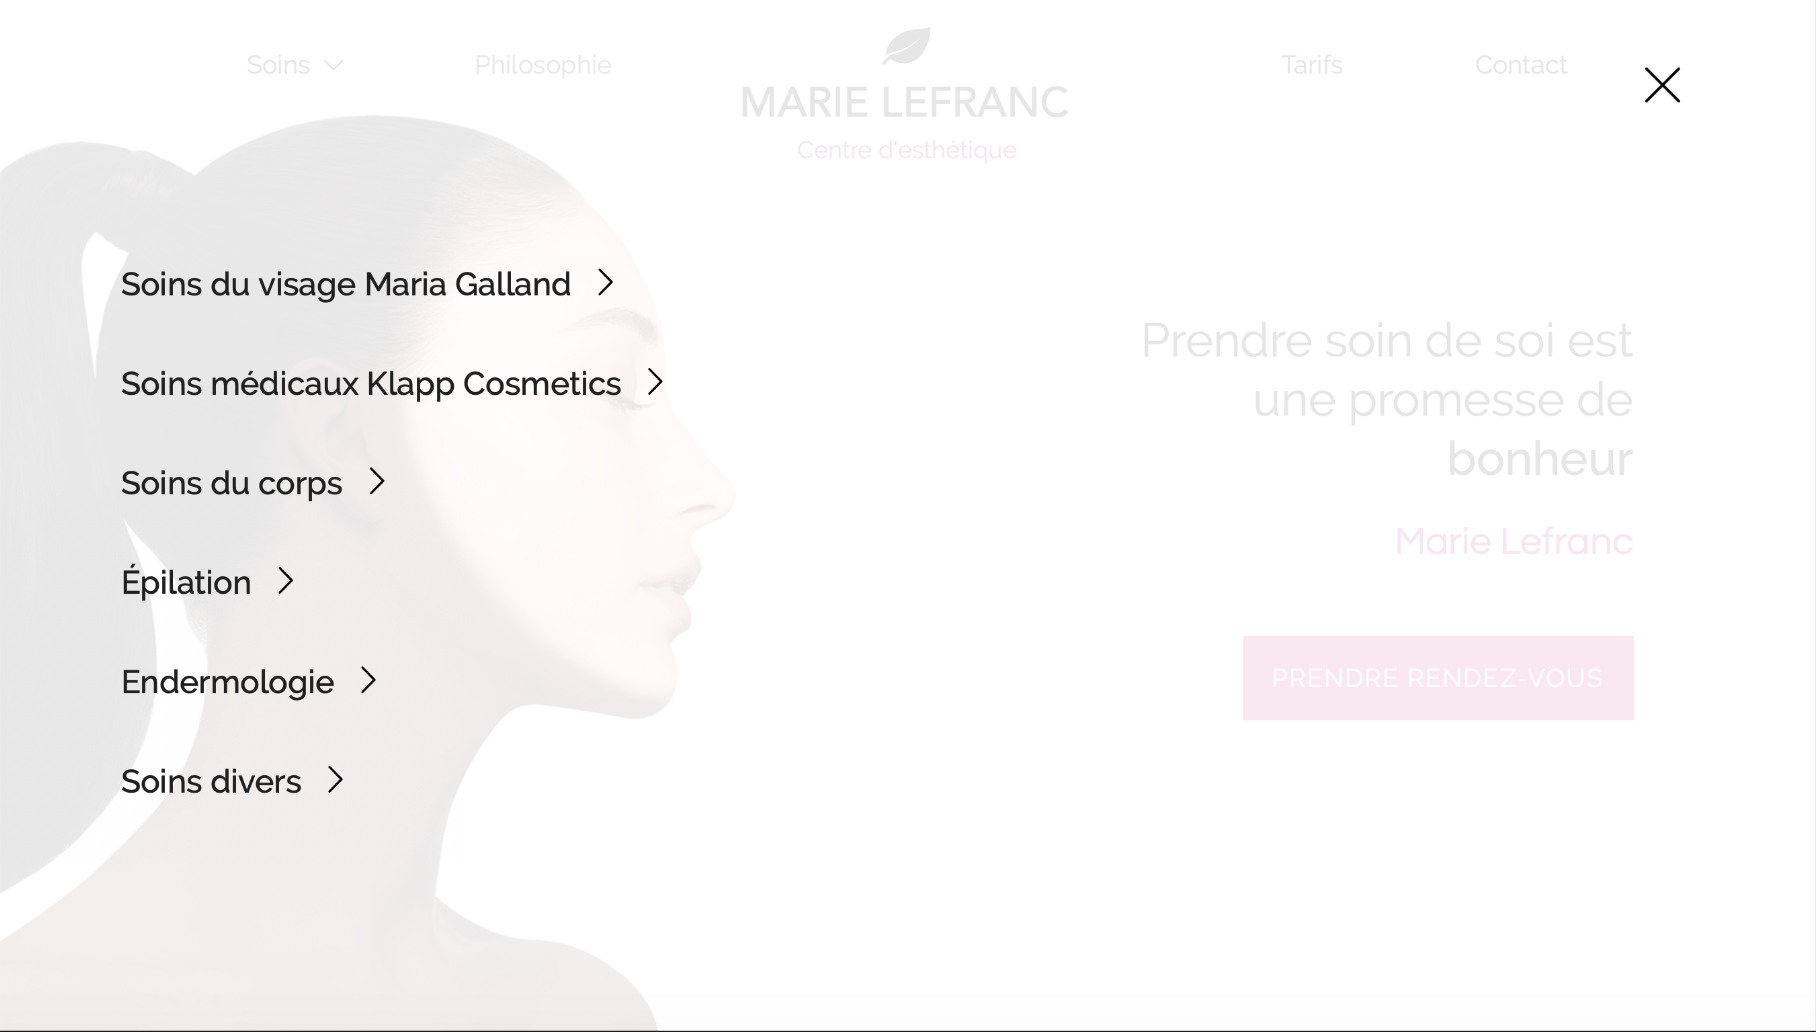 Soins
Philosophie
MARIE LEFRANC
Centre d'esthétique
Tarifs
Contact
Soins du visage Maria Galland
Soins médicaux Klapp Cosmetics
Soins du corps
Épilation
Endermologie
Soins divers
Prendre soin de soi est
une promesse de
bonheur
Marie Lefranc
PRENDRE RENDEZ-VOUS